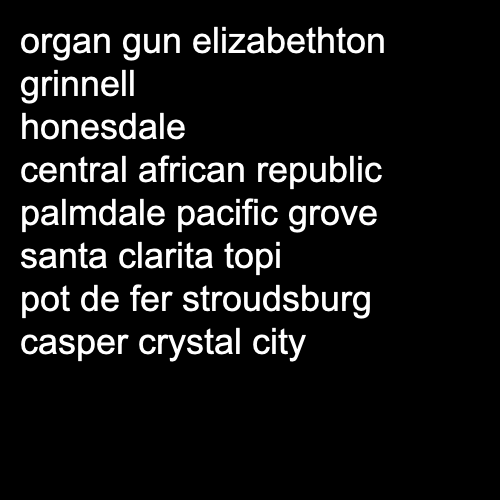 organ gun elizabethton
grinnell
honesdale
central african republic
palmdale pacific grove
santa clarita topi
pot de fer stroudsburg
casper crystal city